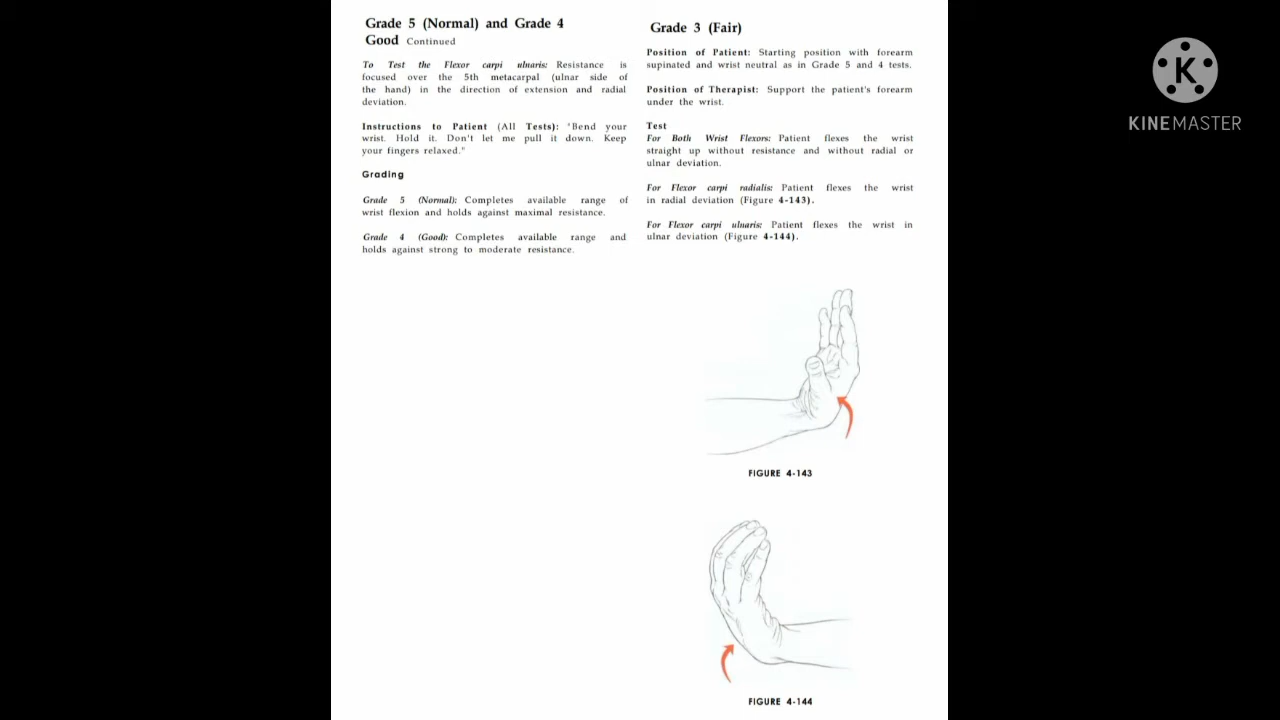 Grade 5 (Normal) and Grade 4
Good Continued
To Test the Flexor carpi ulnaris: Resistance is
focused over the 5th metacarpal (ulnar side of
the hand) in the direction of extension and radial
deviation.
Instructions to Patient (All Tests): "Bend your
wrist. Hold it. Don't let me pull it down. Keep
your fingers relaxed."
Grading
Grade 5 (Normal): Completes available range of
wrist flexion and holds against maximal resistance.
Grade 4 (Good): Completes available range and
holds against strong to moderate resistance.
Grade 3 (Fair)
Position of Patient: Starting position with forearm
supinated and wrist neutral as in Grade 5 and 4 tests.
Position of Therapist: Support the patient's forearm
under the wrist.
Test
For Both Wrist Flexors: Patient flexes the wrist
straight up without resistance and without radial or
ulnar deviation.
For Flexor carpi radialis: Patient flexes the wrist
in radial deviation (Figure 4-143).
For Flexor carpi ulnaris: Patient flexes the wrist in
ulnar deviation (Figure 4-144).
FIGURE 4-143
FIGURE 4-144
K
KINEMASTER